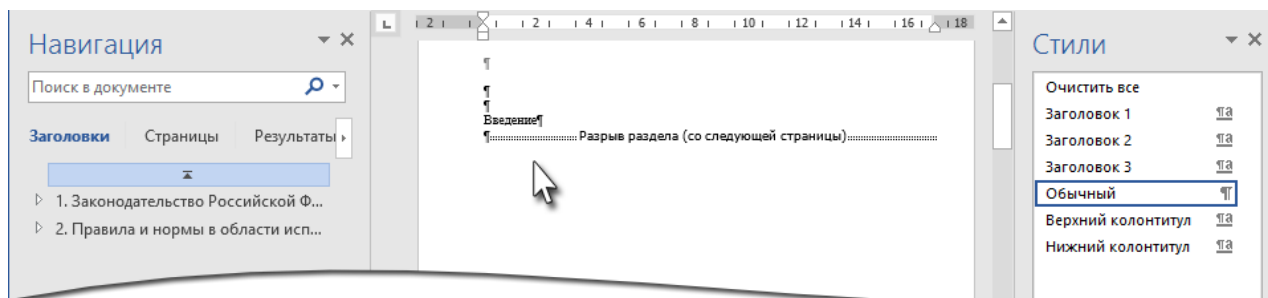 Навигация
Поиск в документе
Заголовки Страницы Результаты
1. Законодательство Российской Ф...
2. Правила и нормы в области исп...
L
2 2 4 6 8 10 12 14 16 18
¶
¶
¶
Введение¶
¶ Разрыв раздела (со следующей страницы)
Стили
Очистить все
Заголовок 1 ¶a
Заголовок 2 ¶a
Заголовок 3 ¶a
Обычный ¶
Верхний колонтитул ¶a
Нижний колонтитул ¶a